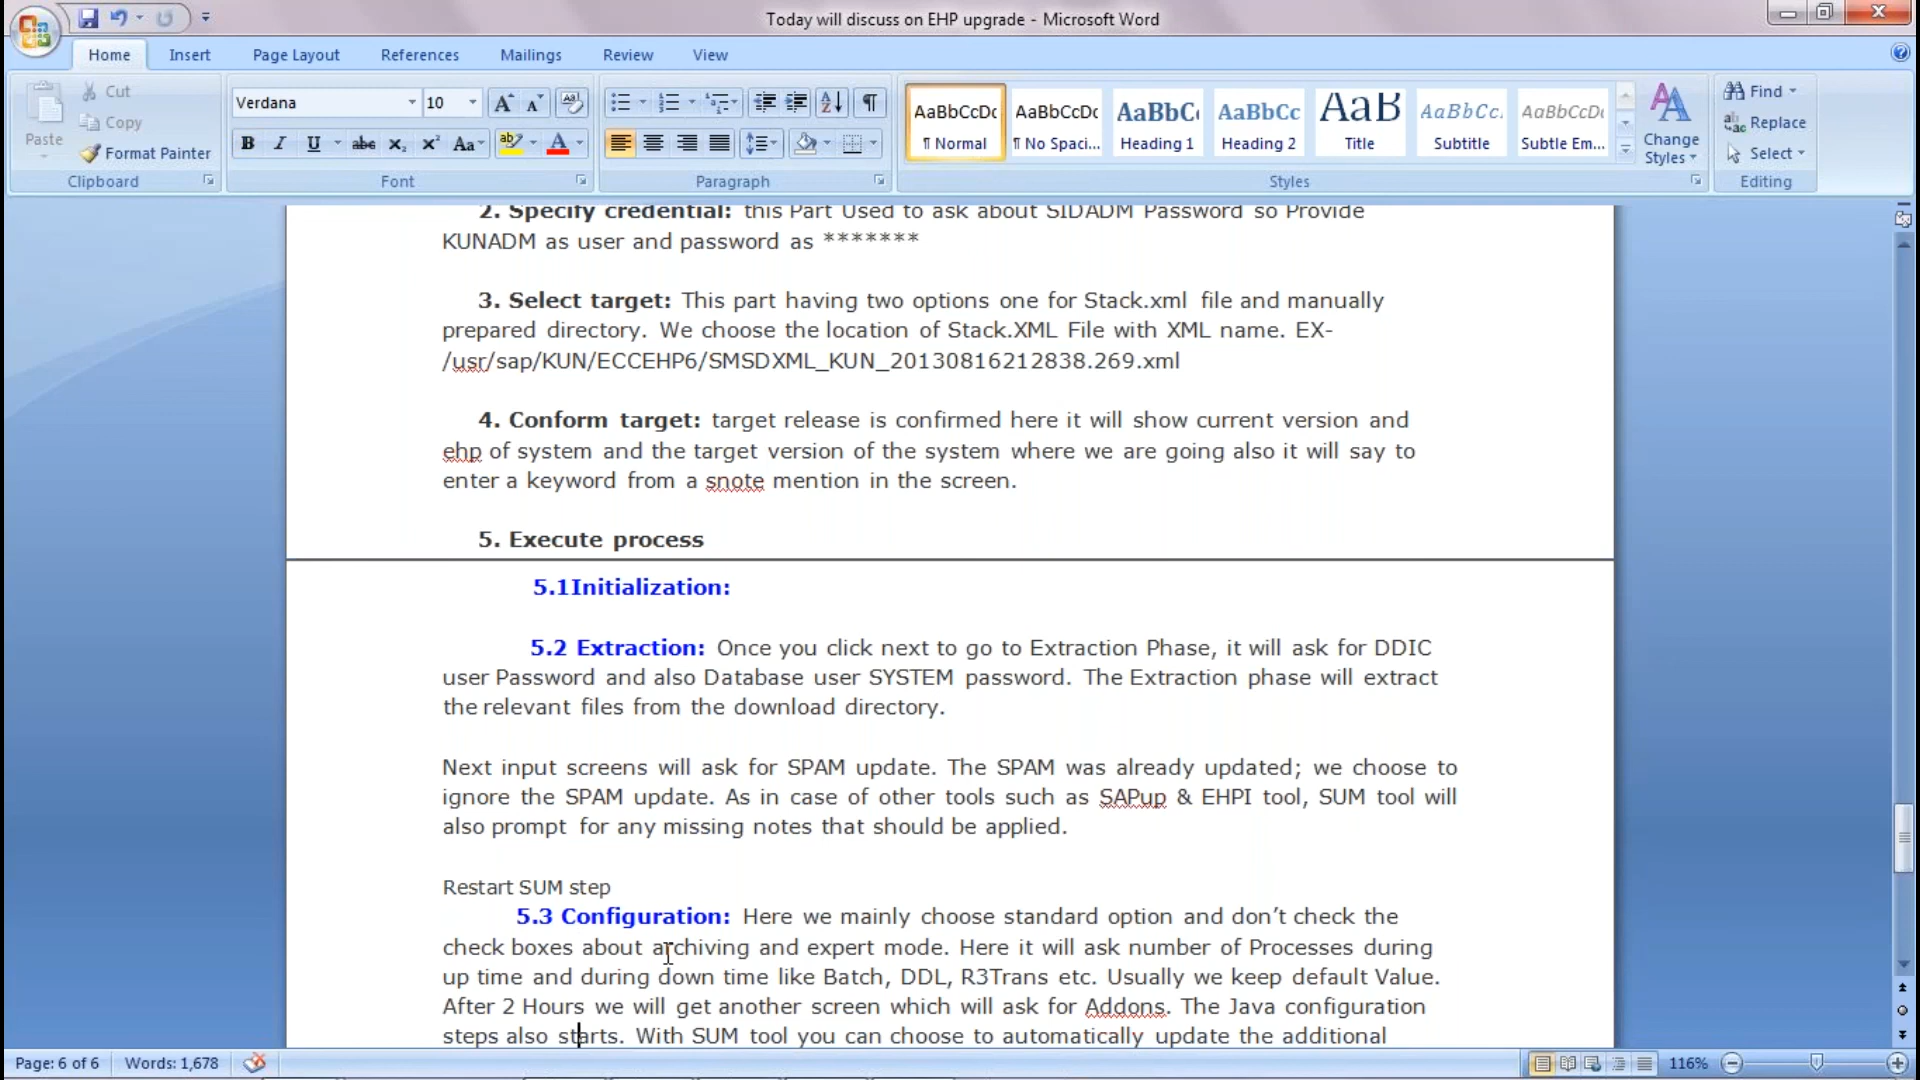 Today will discuss on EHP upgrade - Microsoft Word
Home Insert Page Layout References Mailings Review View
Paste
Cut
Copy
Format Painter
Clipboard
Verdana 10
B I U abc X₂ X² Aa ab A
Font
Paragraph
AaBbCcDc AaBbCcDc AaBbC AaBbCc AaB AaBbCc. AaBbCcDc
¶ Normal ¶ No Spaci... Heading 1 Heading 2 Title Subtitle Subtle Em...
Change Styles
Styles
Find
Replace
Select
Editing
2. Specify credential: this Part Used to ask about SIDADM Password so Provide
KUNADM as user and password as *******
3. Select target: This part having two options one for Stack.xml file and manually
prepared directory. We choose the location of Stack.XML File with XML name. EX-
/usr/sap/KUN/ECCEHP6/SMSDXML_KUN_20130816212838.269.xml
4. Conform target: target release is confirmed here it will show current version and
ehp of system and the target version of the system where we are going also it will say to
enter a keyword from a snote mention in the screen.
5. Execute process
5.1Initialization:
5.2 Extraction: Once you click next to go to Extraction Phase, it will ask for DDIC
user Password and also Database user SYSTEM password. The Extraction phase will extract
the relevant files from the download directory.
Next input screens will ask for SPAM update. The SPAM was already updated; we choose to
ignore the SPAM update. As in case of other tools such as SAPup & EHPI tool, SUM tool will
also prompt for any missing notes that should be applied.
Restart SUM step
5.3 Configuration: Here we mainly choose standard option and don’t check the
check boxes about archiving and expert mode. Here it will ask number of Processes during
up time and during down time like Batch, DDL, R3Trans etc. Usually we keep default Value.
After 2 Hours we will get another screen which will ask for Addons. The Java configuration
steps also starts. With SUM tool you can choose to automatically update the additional
Page: 6 of 6 Words: 1,678 116%